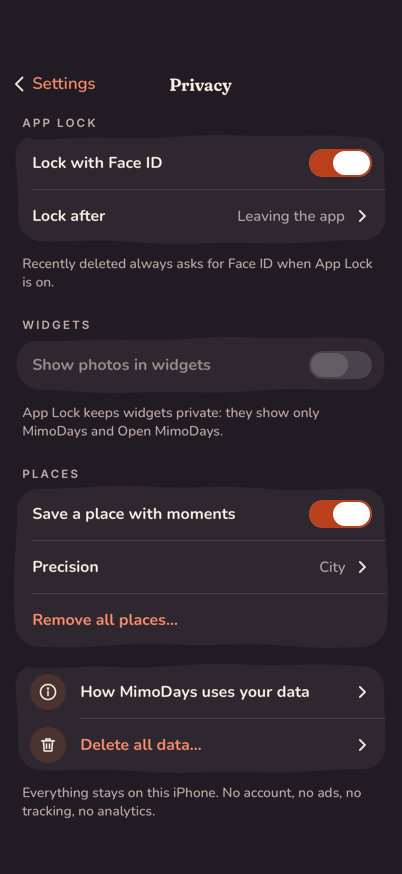 Settings
Privacy
APP LOCK
Lock with Face ID
Lock after
Leaving the app
Recently deleted always asks for Face ID when App Lock
is on.
WIDGETS
Show photos in widgets
App Lock keeps widgets private: they show only
MimoDays and Open MimoDays.
PLACES
Save a place with moments
Precision
City
Remove all places...
How MimoDays uses your data
Delete all data...
Everything stays on this iPhone. No account, no ads, no
tracking, no analytics.